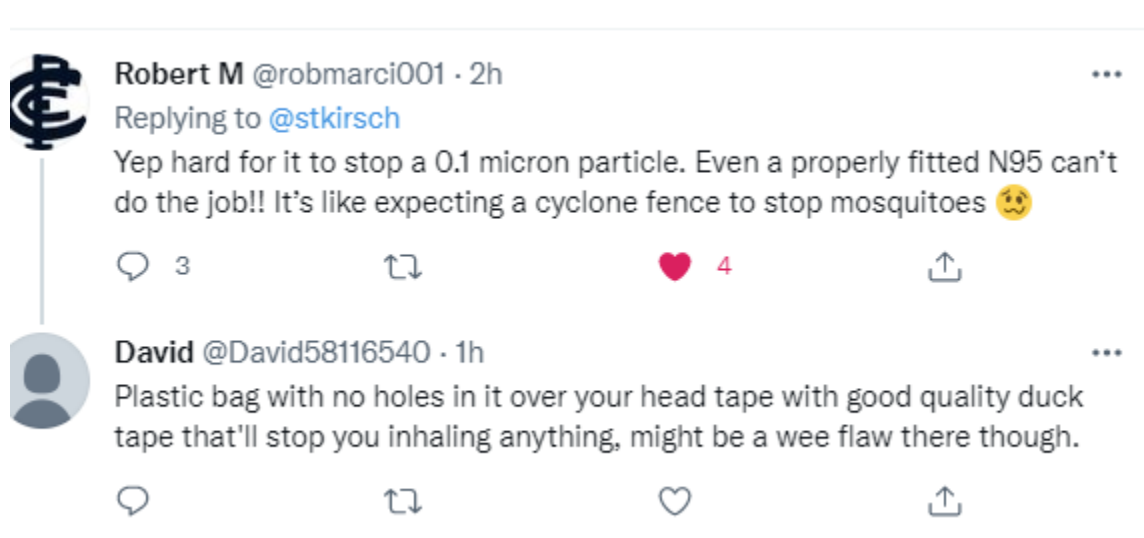 Robert M @robmarci001 · 2h
Replying to @stkirsch
Yep hard for it to stop a 0.1 micron particle. Even a properly fitted N95 can't
do the job!! It's like expecting a cyclone fence to stop mosquitoes 🥴
3 4
David @David58116540 · 1h
Plastic bag with no holes in it over your head tape with good quality duck
tape that'll stop you inhaling anything, might be a wee flaw there though.